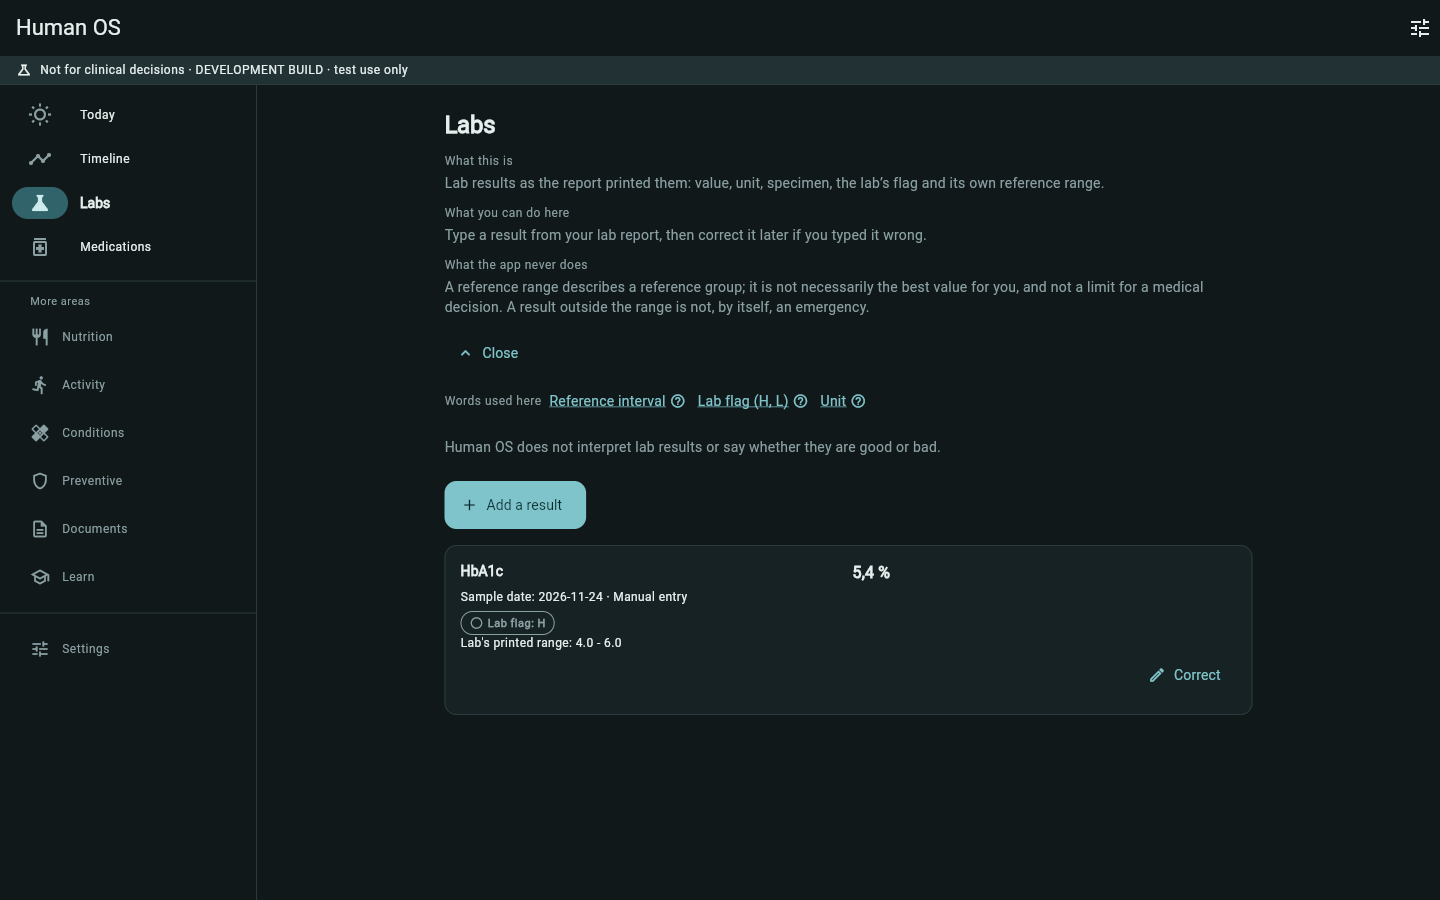 Human OS
Not for clinical decisions · DEVELOPMENT BUILD · test use only
Today
Timeline
Labs
Medications
More areas
Nutrition
Activity
Conditions
Preventive
Documents
Learn
Settings
Labs
What this is
Lab results as the report printed them: value, unit, specimen, the lab’s flag and its own reference range.
What you can do here
Type a result from your lab report, then correct it later if you typed it wrong.
What the app never does
A reference range describes a reference group; it is not necessarily the best value for you, and not a limit for a medical
decision. A result outside the range is not, by itself, an emergency.
Close
Words used here Reference interval Lab flag (H, L) Unit
Human OS does not interpret lab results or say whether they are good or bad.
Add a result
HbA1c 5,4 %
Sample date: 2026-11-24 · Manual entry
Lab flag: H
Lab's printed range: 4.0 - 6.0
Correct